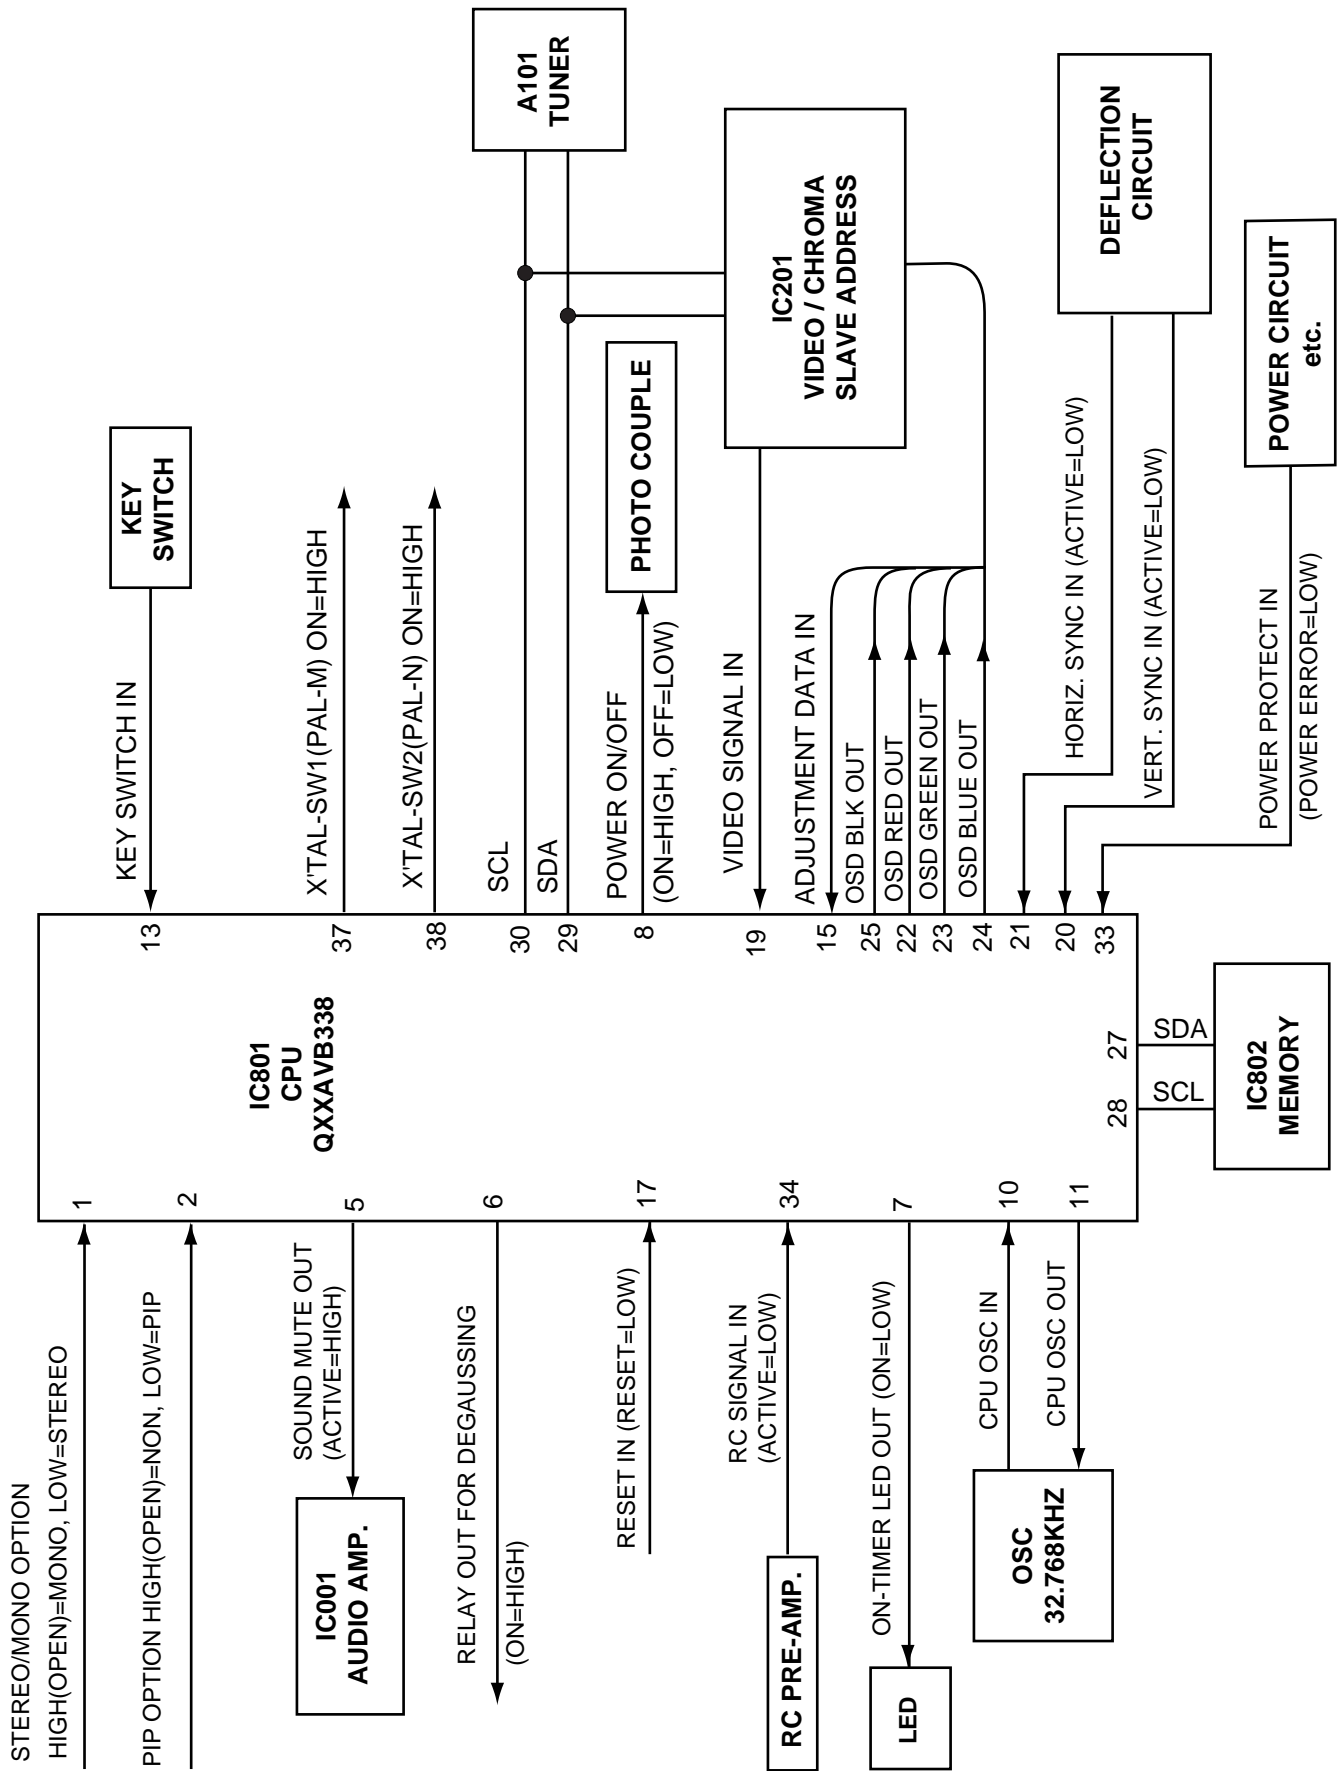 STEREO/MONO OPTION
HIGH(OPEN)=MONO, LOW=STEREO
1
PIP OPTION HIGH(OPEN)=NON, LOW=PIP
2
IC001
AUDIO AMP.
SOUND MUTE OUT
(ACTIVE=HIGH)
5
RELAY OUT FOR DEGAUSSING
(ON=HIGH)
6
RESET IN (RESET=LOW)
17
RC PRE-AMP.
RC SIGNAL IN
(ACTIVE=LOW)
34
LED
ON-TIMER LED OUT (ON=LOW)
7
OSC
32.768KHZ
CPU OSC IN
10
CPU OSC OUT
11
IC801
CPU
QXXAVB338
28
SCL
27
SDA
IC802
MEMORY
13
KEY SWITCH IN
KEY
SWITCH
37
X'TAL-SW1(PAL-M) ON=HIGH
38
X'TAL-SW2(PAL-N) ON=HIGH
30
SCL
29
SDA
A101
TUNER
8
POWER ON/OFF
(ON=HIGH, OFF=LOW)
PHOTO COUPLE
19
VIDEO SIGNAL IN
IC201
VIDEO / CHROMA
SLAVE ADDRESS
15
ADJUSTMENT DATA IN
25
OSD BLK OUT
22
OSD RED OUT
23
OSD GREEN OUT
24
OSD BLUE OUT
21
HORIZ. SYNC IN (ACTIVE=LOW)
20
VERT. SYNC IN (ACTIVE=LOW)
DEFLECTION
CIRCUIT
33
POWER PROTECT IN
(POWER ERROR=LOW)
POWER CIRCUIT
etc.